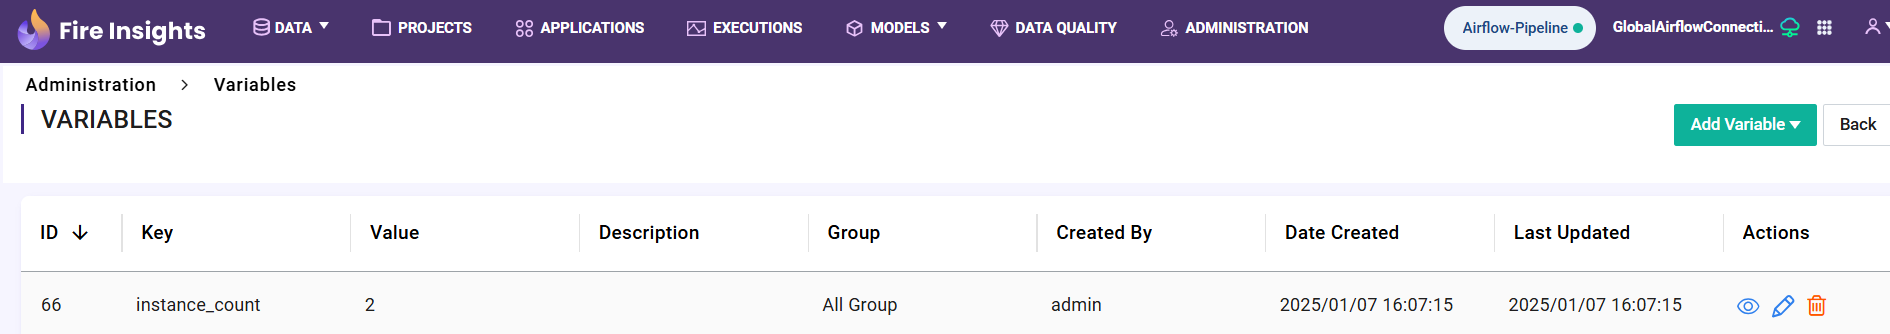 Fire Insights DATA PROJECTS APPLICATIONS EXECUTIONS MODELS DATA QUALITY ADMINISTRATION Airflow-Pipeline GlobalAirflowConnecti...
Administration > Variables
VARIABLES
Add Variable Back
ID Key Value Description Group Created By Date Created Last Updated Actions
66 instance_count 2 All Group admin 2025/01/07 16:07:15 2025/01/07 16:07:15